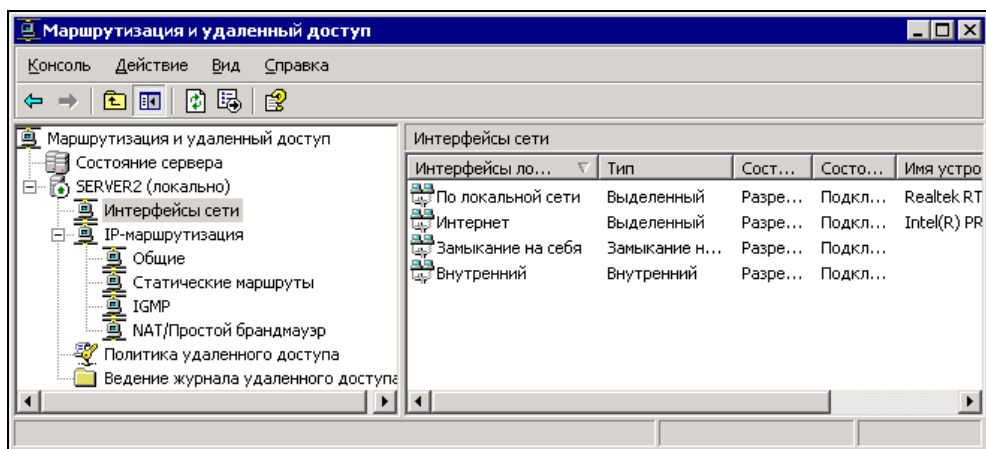 Маршрутизация и удаленный доступ
Консоль Действие Вид Справка
Маршрутизация и удаленный доступ
Состояние сервера
SERVER2 (локально)
Интерфейсы сети
IP-маршрутизация
Общие
Статические маршруты
IGMP
NAT/Простой брандмауэр
Политика удаленного доступа
Ведение журнала удаленного доступа
Интерфейсы сети
Интерфейсы ло... Тип Сост... Состо... Имя устро
По локальной сети Выделенный Разре... Подкл... Realtek RT
Интернет Выделенный Разре... Подкл... Intel(R) PR
Замыкание на себя Замыкание н... Разре... Подкл...
Внутренний Внутренний Разре... Подкл...